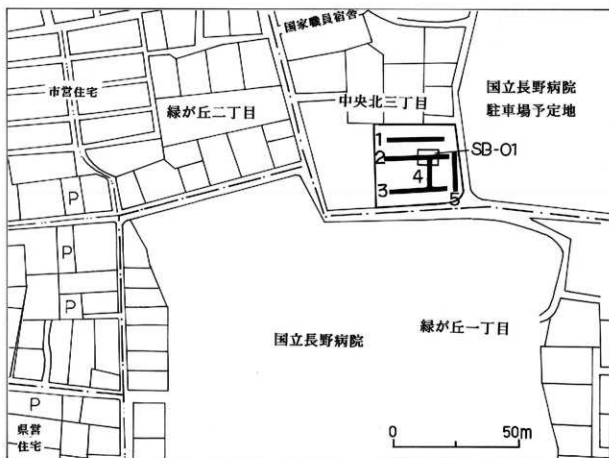 国家職員宿舎
市営住宅
緑が丘二丁目
中央北三丁目
国立長野病院
駐車場予定地
1
2
SB-01
4
3
5
P
P
P
国立長野病院
緑が丘一丁目
P
県営
住宅
0
50m